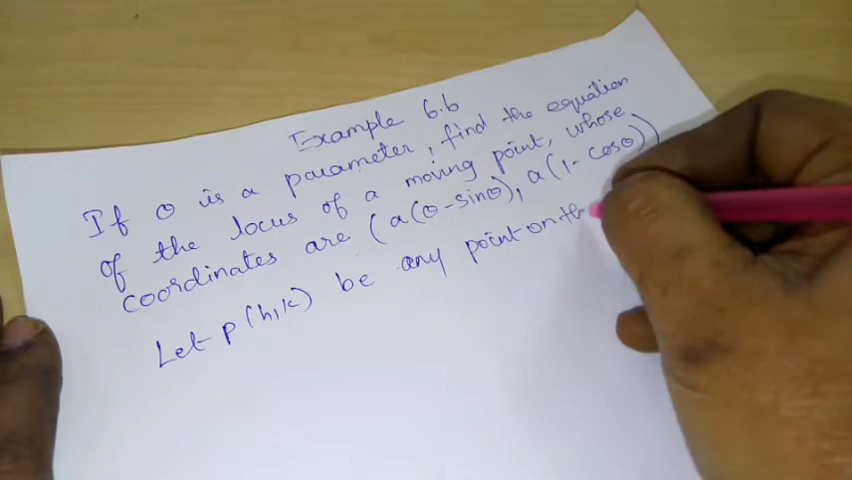 Example 6.6
If θ is a parameter, find the equation
of the locus of a moving point, whose
coordinates are (a(θ-sinθ), a(1-cosθ))
Let P(h,k) be any point on th